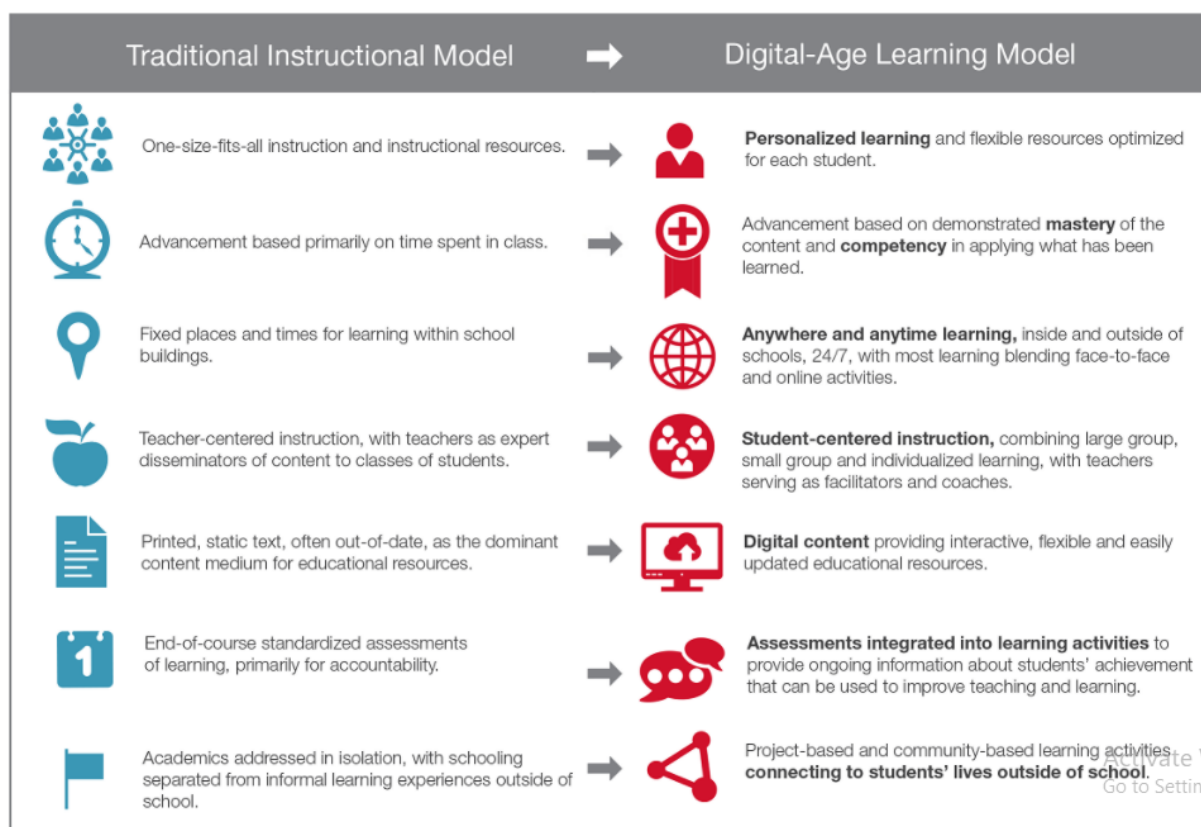 Traditional Instructional Model
Digital-Age Learning Model
One-size-fits-all instruction and instructional resources.
Personalized learning and flexible resources optimized
for each student.
Advancement based primarily on time spent in class.
Advancement based on demonstrated mastery of the
content and competency in applying what has been
learned.
Fixed places and times for learning within school
buildings.
Anywhere and anytime learning, inside and outside of
schools, 24/7, with most learning blending face-to-face
and online activities.
Teacher-centered instruction, with teachers as expert
disseminators of content to classes of students.
Student-centered instruction, combining large group,
small group and individualized learning, with teachers
serving as facilitators and coaches.
Printed, static text, often out-of-date, as the dominant
content medium for educational resources.
Digital content providing interactive, flexible and easily
updated educational resources.
1
End-of-course standardized assessments
of learning, primarily for accountability.
Assessments integrated into learning activities to
provide ongoing information about students' achievement
that can be used to improve teaching and learning.
Academics addressed in isolation, with schooling
separated from informal learning experiences outside of
school.
Project-based and community-based learning activities
connecting to students' lives outside of school.
Activate
Go to